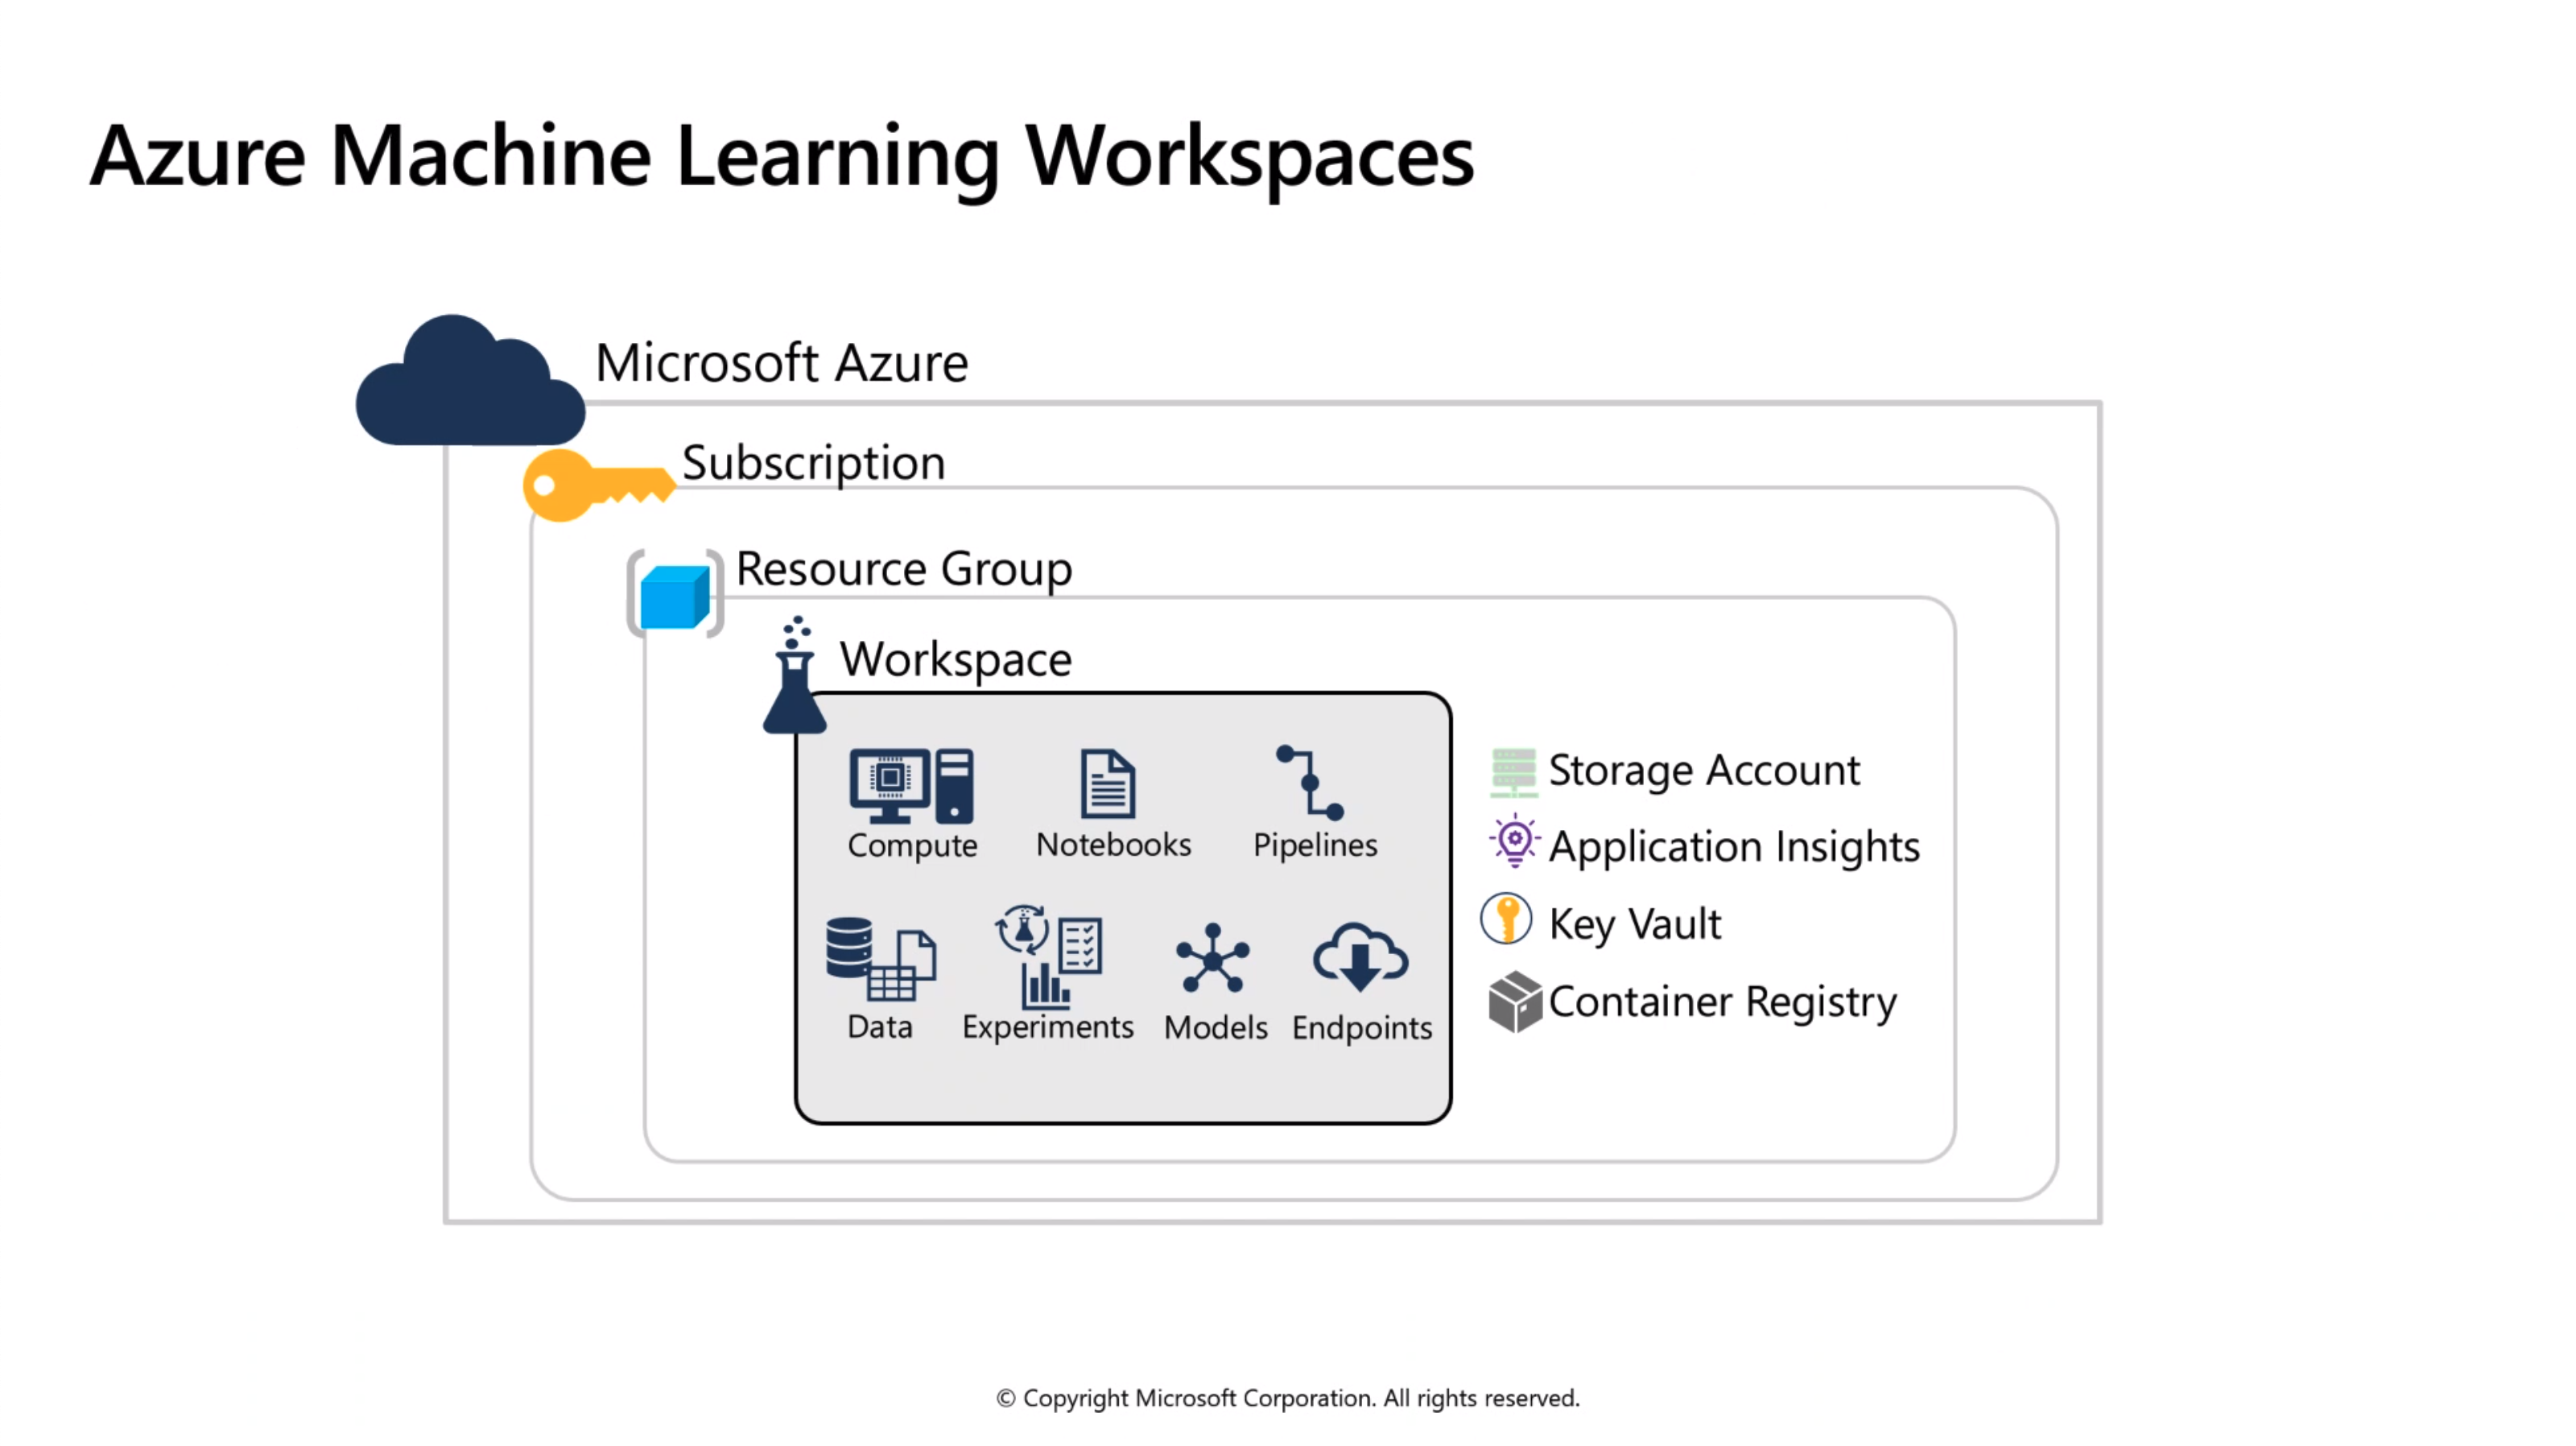 Azure Machine Learning Workspaces
Microsoft Azure
Subscription
Resource Group
Workspace
Compute
Notebooks
Pipelines
Data
Experiments
Models
Endpoints
Storage Account
Application Insights
Key Vault
Container Registry
© Copyright Microsoft Corporation. All rights reserved.